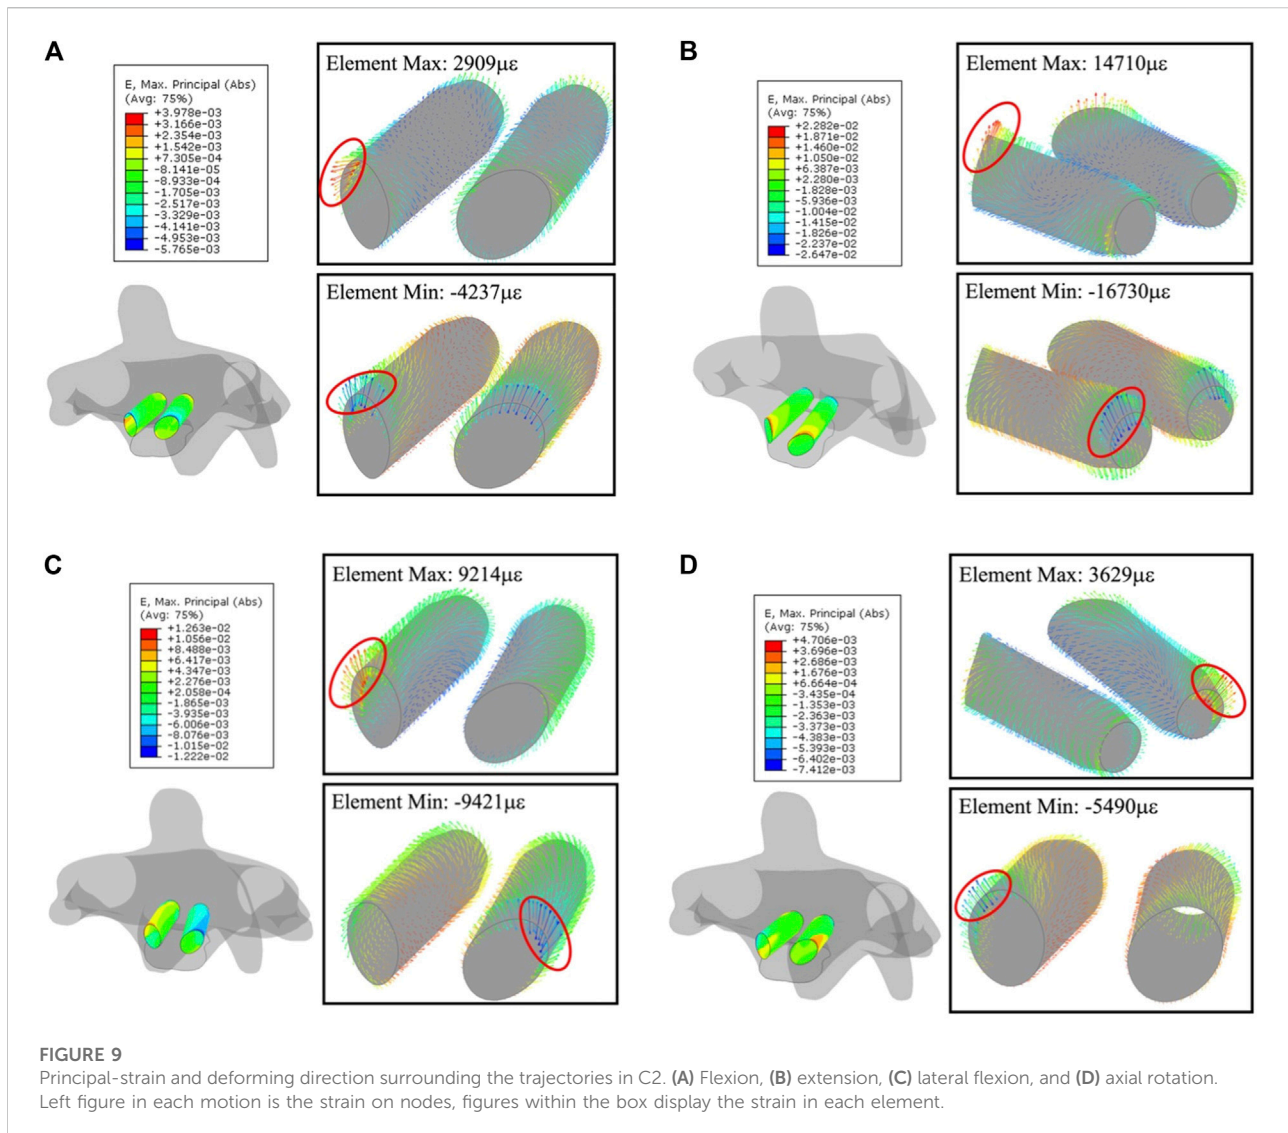 A
E, Max. Principal (Abs)
(Avg: 75%)
+3.978e-03
+3.166e-03
+2.354e-03
+1.542e-03
+7.305e-04
-8.141e-05
-8.933e-04
-1.705e-03
-2.517e-03
-3.329e-03
-4.141e-03
-4.953e-03
-5.765e-03
Element Max: 2909με
Element Min: -4237με
B
E, Max. Principal (Abs)
(Avg: 75%)
+2.282e-02
+1.871e-02
+1.460e-02
+1.050e-02
+6.387e-03
+2.280e-03
-1.828e-03
-5.936e-03
-1.004e-02
-1.415e-02
-1.826e-02
-2.237e-02
-2.647e-02
Element Max: 14710με
Element Min: -16730με
C
E, Max. Principal (Abs)
(Avg: 75%)
+1.263e-02
+1.056e-02
+8.488e-03
+6.417e-03
+4.347e-03
+2.276e-03
+2.058e-04
-1.865e-03
-3.935e-03
-6.006e-03
-8.076e-03
-1.015e-02
-1.222e-02
Element Max: 9214με
Element Min: -9421με
D
E, Max. Principal (Abs)
(Avg: 75%)
+4.706e-03
+3.696e-03
+2.686e-03
+1.676e-03
+6.664e-04
-3.435e-04
-1.353e-03
-2.363e-03
-3.373e-03
-4.383e-03
-5.393e-03
-6.402e-03
-7.412e-03
Element Max: 3629με
Element Min: -5490με
FIGURE 9
Principal-strain and deforming direction surrounding the trajectories in C2. (A) Flexion, (B) extension, (C) lateral flexion, and (D) axial rotation.
Left figure in each motion is the strain on nodes, figures within the box display the strain in each element.